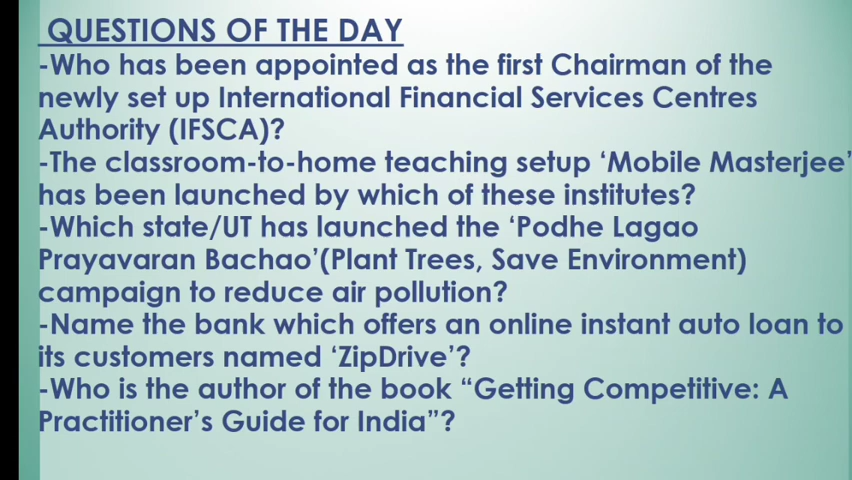 QUESTIONS OF THE DAY
-Who has been appointed as the first Chairman of the
newly set up International Financial Services Centres
Authority (IFSCA)?
-The classroom-to-home teaching setup ‘Mobile Masterjee’
has been launched by which of these institutes?
-Which state/UT has launched the ‘Podhe Lagao
Prayavaran Bachao’(Plant Trees, Save Environment)
campaign to reduce air pollution?
-Name the bank which offers an online instant auto loan to
its customers named ‘ZipDrive’?
-Who is the author of the book “Getting Competitive: A
Practitioner’s Guide for India”?